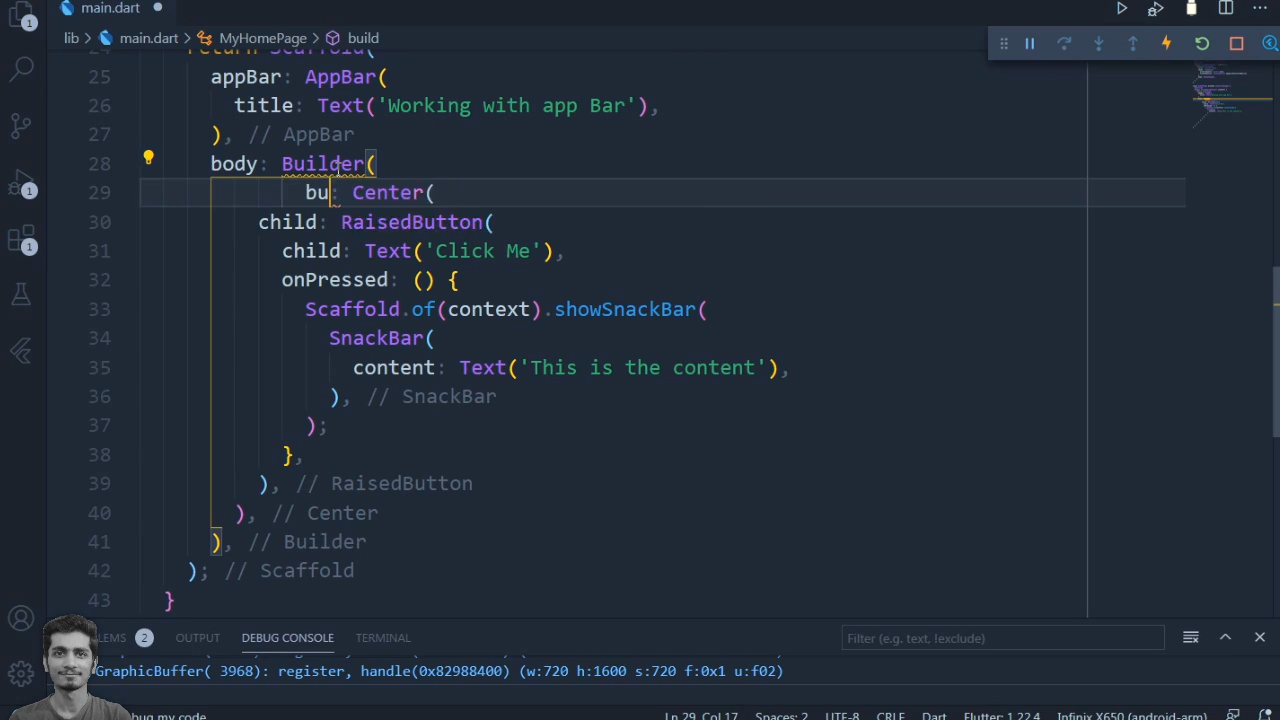 main.dart
lib > main.dart > MyHomePage > build
return Scaffold(
25 appBar: AppBar(
26 title: Text('Working with app Bar'),
27 ), // AppBar
28 body: Builder(
29 bu: Center(
30 child: RaisedButton(
31 child: Text('Click Me'),
32 onPressed: () {
33 Scaffold.of(context).showSnackBar(
34 SnackBar(
35 content: Text('This is the content'),
36 ), // SnackBar
37 );
38 },
39 ), // RaisedButton
40 ), // Center
41 ), // Builder
42 ); // Scaffold
43 }
1
1
1
LEMS 2 OUTPUT DEBUG CONSOLE TERMINAL Filter (e.g. text, !exclude)
GraphicBuffer( 3968): register, handle(0x82988400) (w:720 h:1600 s:720 f:0x1 u:f02)
bug my code Ln 29, Col 17 Spaces: 2 UTF-8 CRLF Dart Flutter: 1.22.4 Infinix X650 (android-arm)